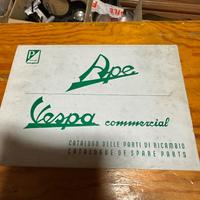 Ape
Vespa commercial
CATALOGO DELLE PARTI DI RICAMBIO
CATALOGUE OF SPARE PARTS